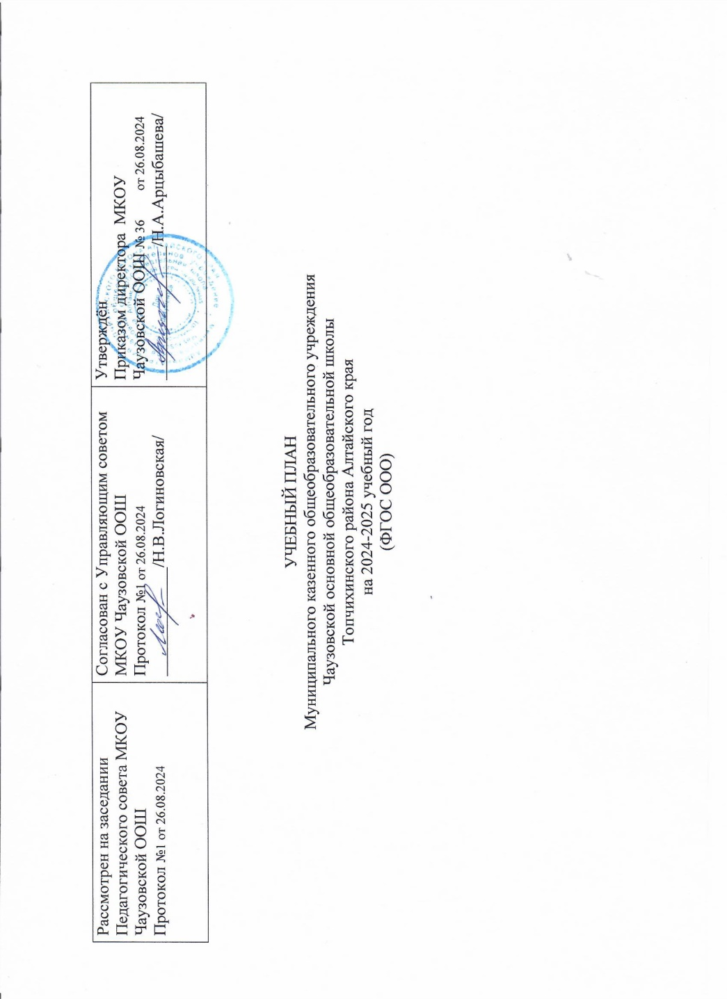 Рассмотрен на заседании
Педагогического совета МКОУ
Чаузовской ООШ
Протокол №1 от 26.08.2024
Согласован с Управляющим советом
МКОУ Чаузовской ООШ
Протокол №1 от 26.08.2024
/Н.В.Логиновская/
Утверждён
Приказом директора МКОУ
Чаузовской ООШ № 36 от 26.08.2024
/Н.А.Арцыбашева/
УЧЕБНЫЙ ПЛАН
Муниципального казенного общеобразовательного учреждения
Чаузовской основной общеобразовательной школы
Топчихинского района Алтайского края
на 2024-2025 учебный год
(ФГОС ООО)